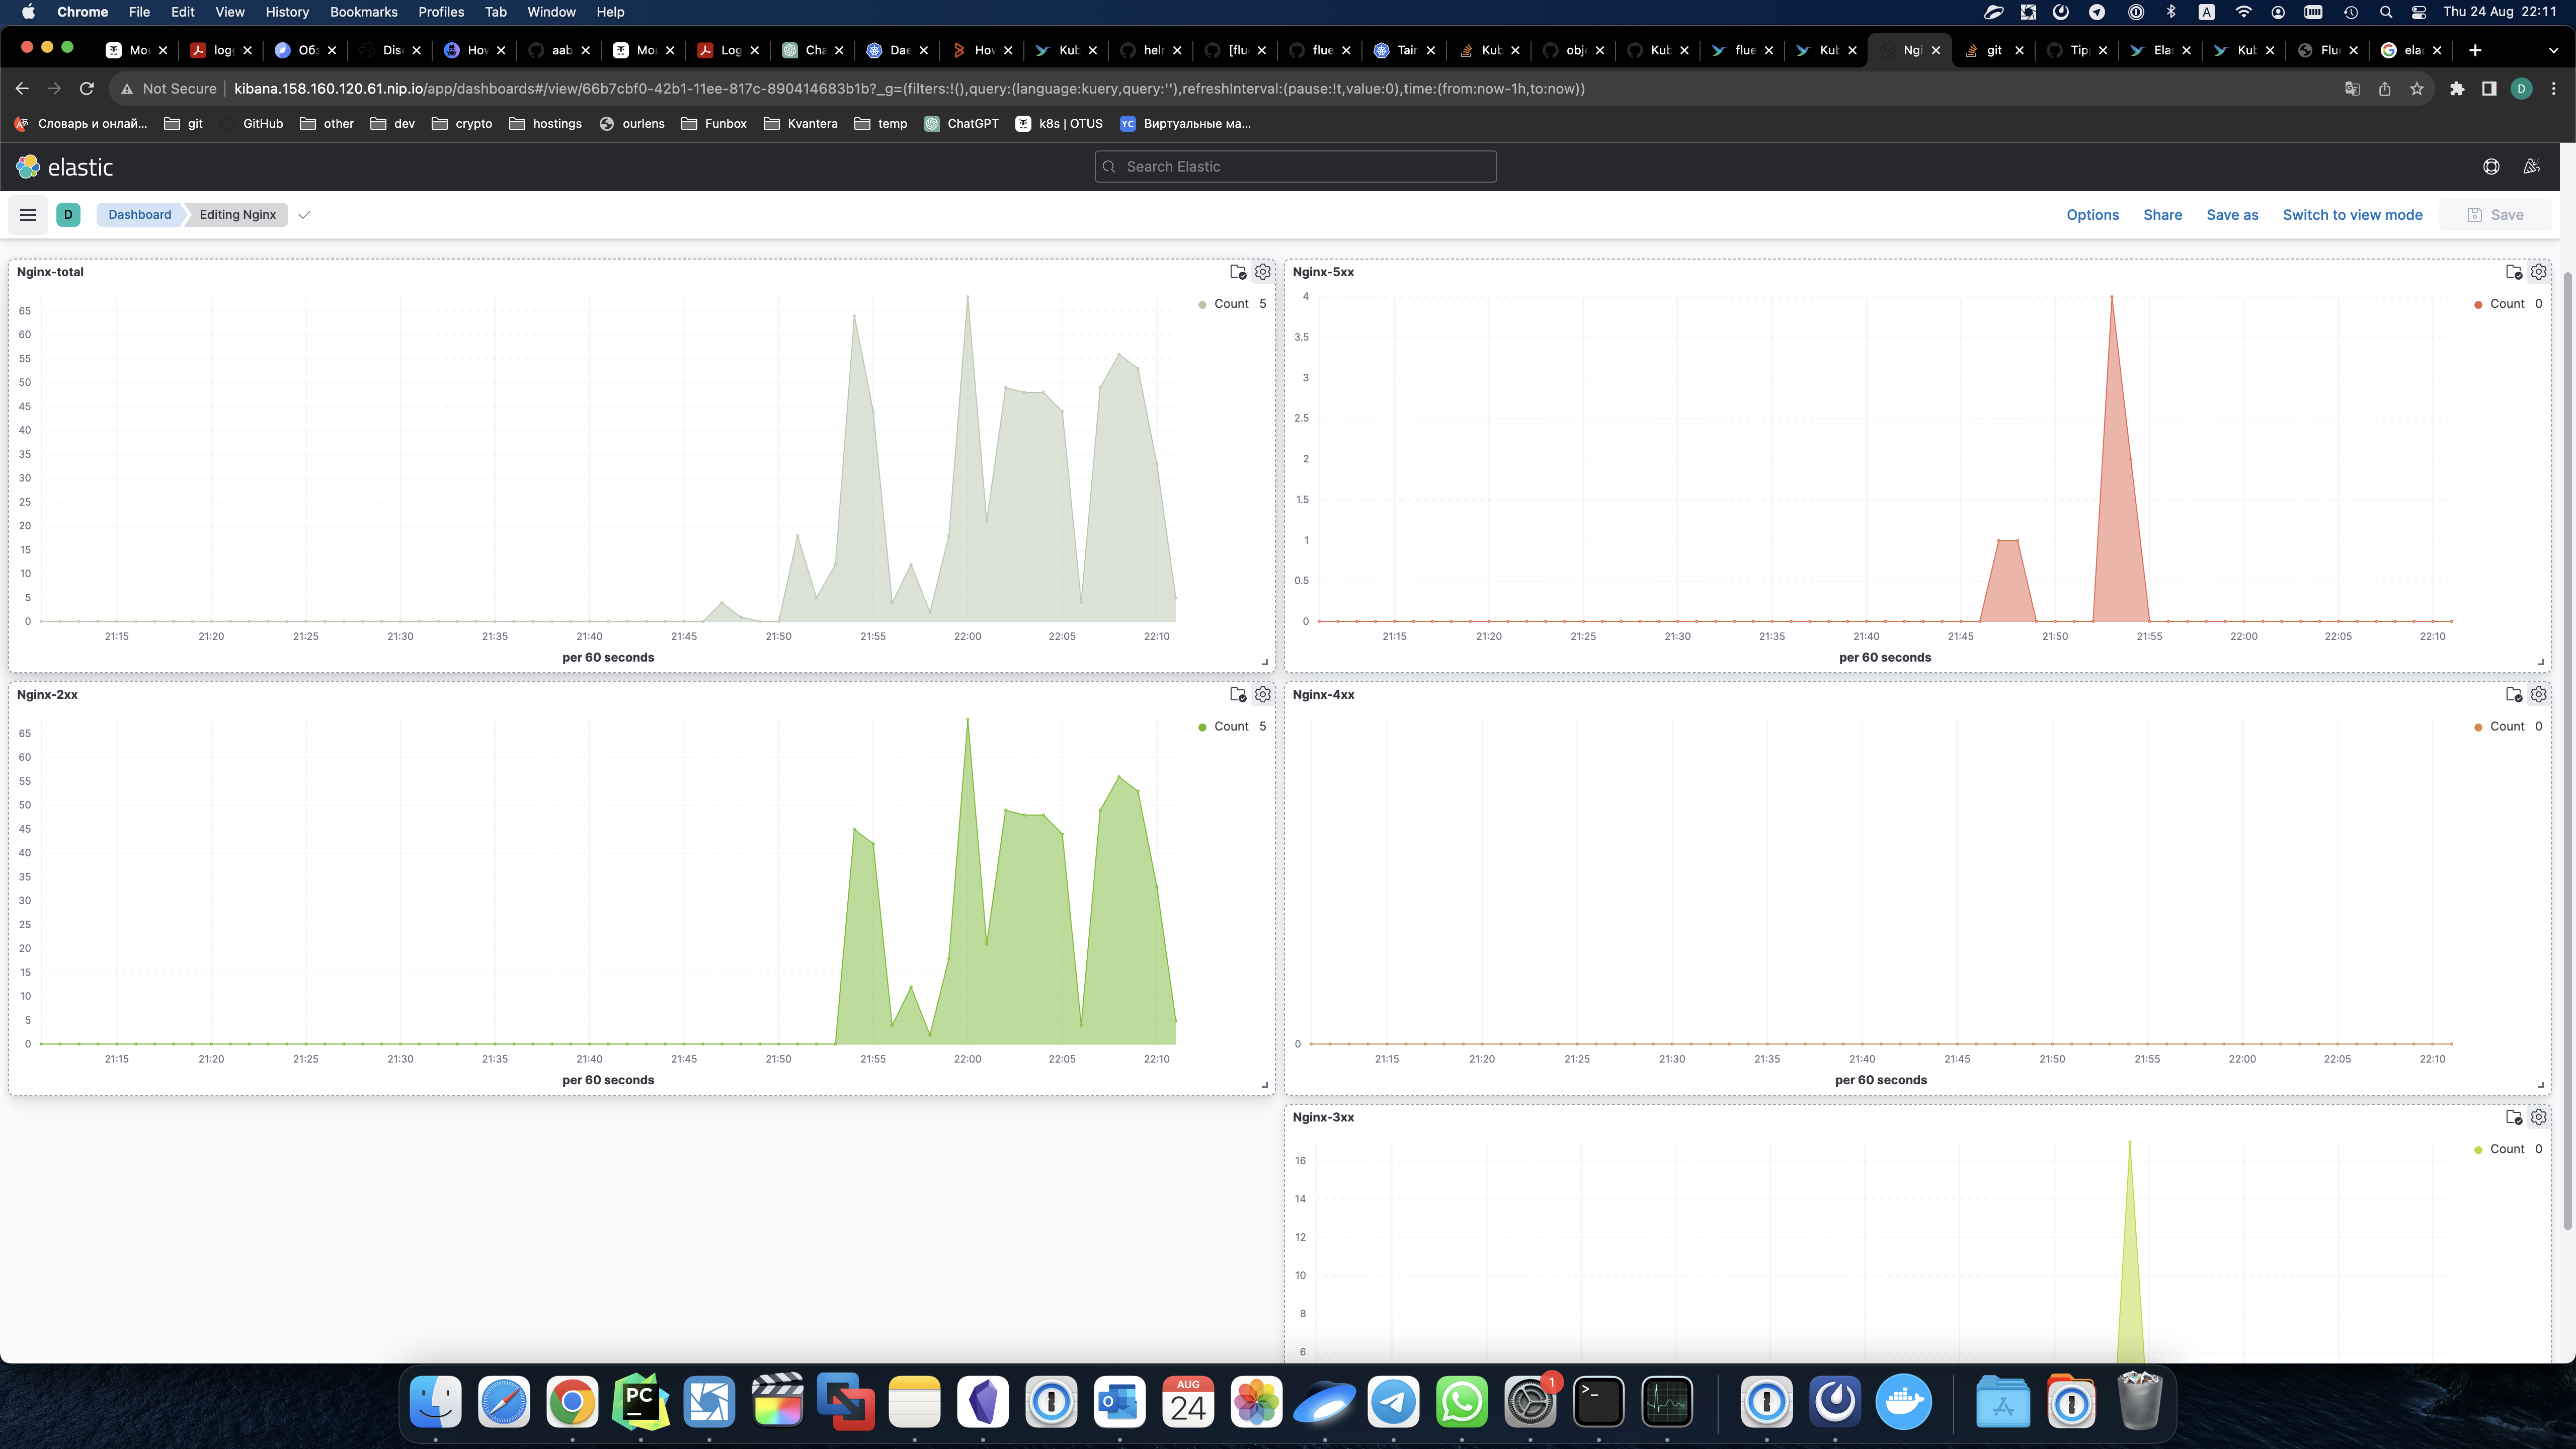 Chrome File Edit View History Bookmarks Profiles Tab Window Help A Thu 24 Aug 22:11
Mo log Об Dis Ho aab Mo Log Cha Dae Ho Kub hel [flu flue Tair Kub obj Kub flue Kub Ngi git Tip Ela Kub Flu ela
Not Secure kibana.158.160.120.61.nip.io/app/dashboards#/view/66b7cbf0-42b1-11ee-817c-890414683b1b?_g=(filters:!(),query:(language:kuery,query:''),refreshInterval:(pause:!t,value:0),time:(from:now-1h,to:now)) D
Словарь и онлай... git GitHub other dev crypto hostings ourlens Funbox Kvantera temp ChatGPT k8s | OTUS YC Виртуальные ма...
elastic Search Elastic
D Dashboard Editing Nginx Options Share Save as Switch to view mode Save
Nginx-total
Count 5
65
60
55
50
45
40
35
30
25
20
15
10
5
0
21:15 21:20 21:25 21:30 21:35 21:40 21:45 21:50 21:55 22:00 22:05 22:10
per 60 seconds
Nginx-5xx
Count 0
4
3.5
3
2.5
2
1.5
1
0.5
0
21:15 21:20 21:25 21:30 21:35 21:40 21:45 21:50 21:55 22:00 22:05 22:10
per 60 seconds
Nginx-2xx
Count 5
65
60
55
50
45
40
35
30
25
20
15
10
5
0
21:15 21:20 21:25 21:30 21:35 21:40 21:45 21:50 21:55 22:00 22:05 22:10
per 60 seconds
Nginx-4xx
Count 0
0
21:15 21:20 21:25 21:30 21:35 21:40 21:45 21:50 21:55 22:00 22:05 22:10
per 60 seconds
Nginx-3xx
Count 0
16
14
12
10
8
6
PC
AUG
24
1